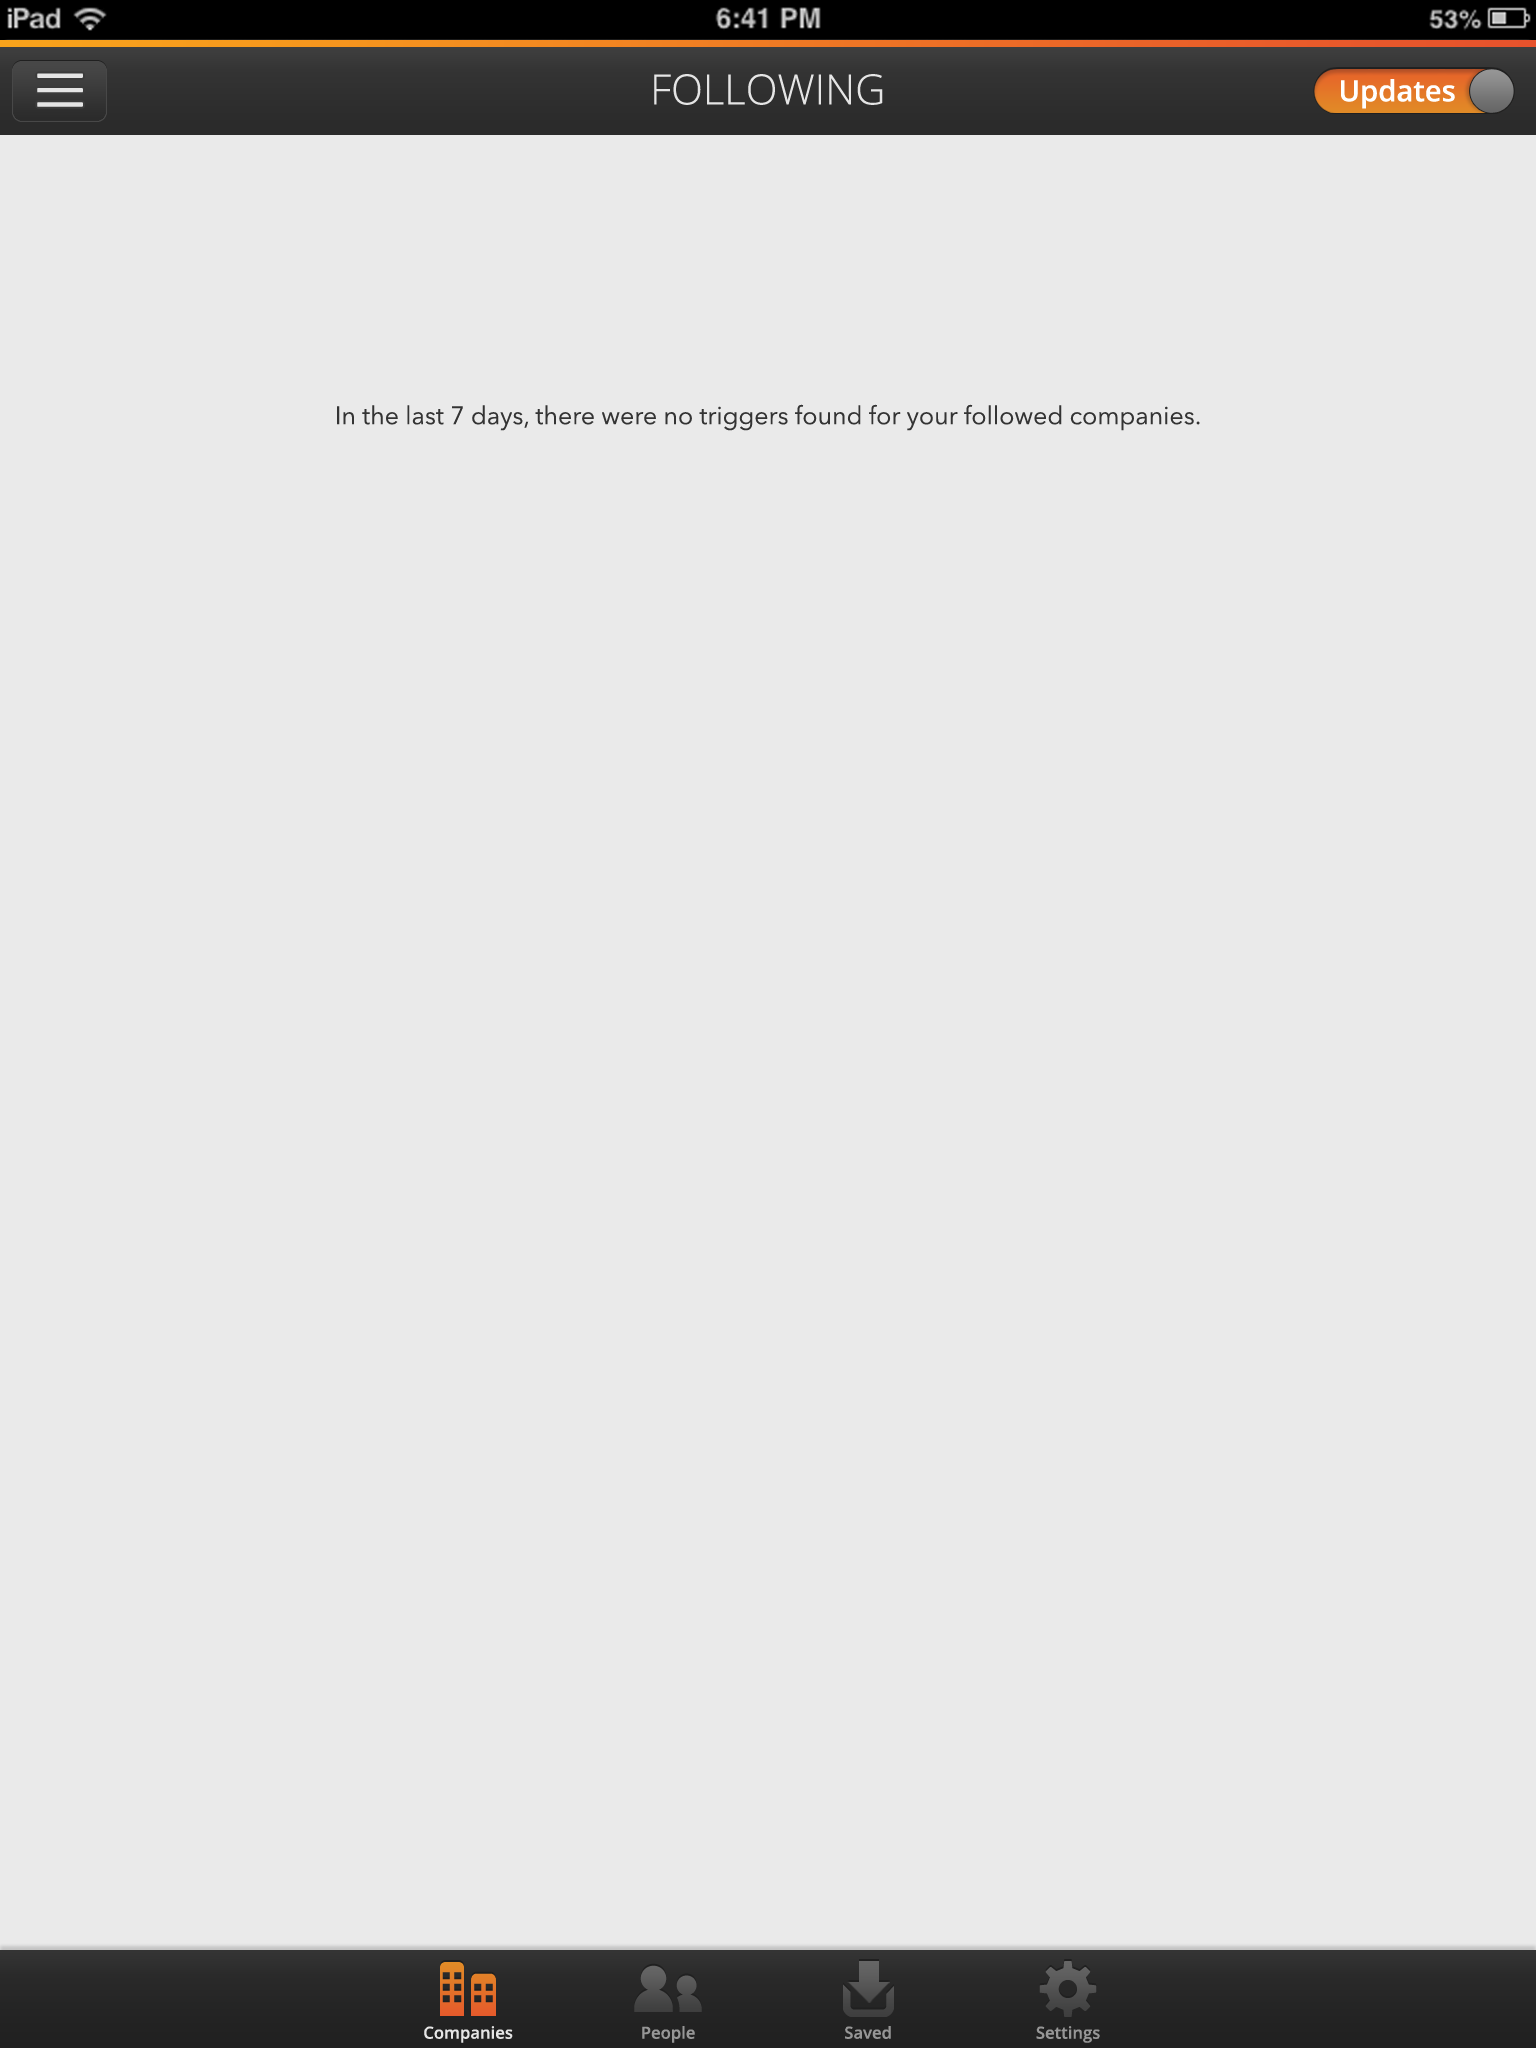 iPad 6:41 PM 53%
FOLLOWING Updates
In the last 7 days, there were no triggers found for your followed companies.
Companies People Saved Settings